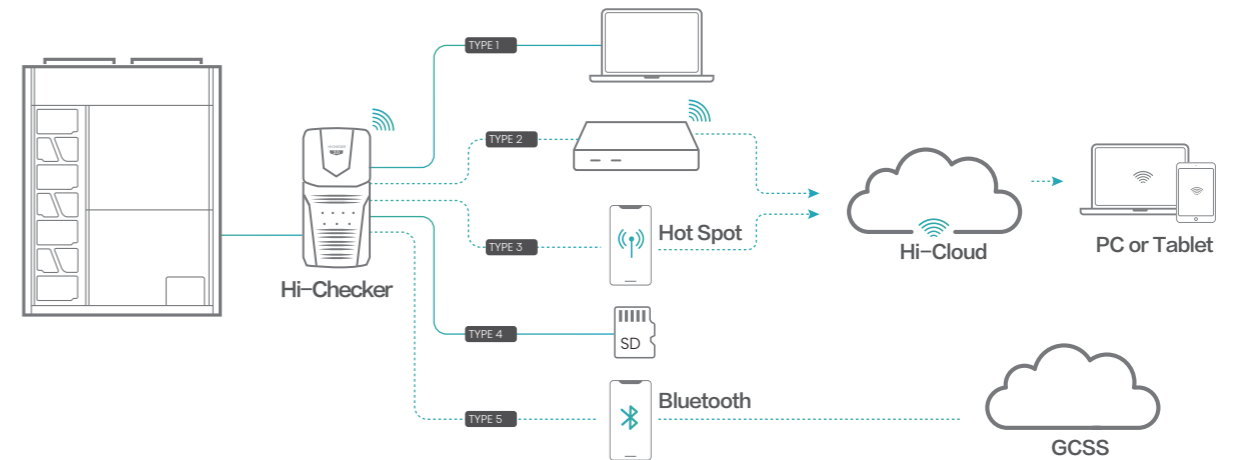 TYPE 1
TYPE 2
Hot Spot
TYPE 3
Hi-Cloud
PC or Tablet
Hi-Checker
TYPE 4
SD
Bluetooth
TYPE 5
GCSS